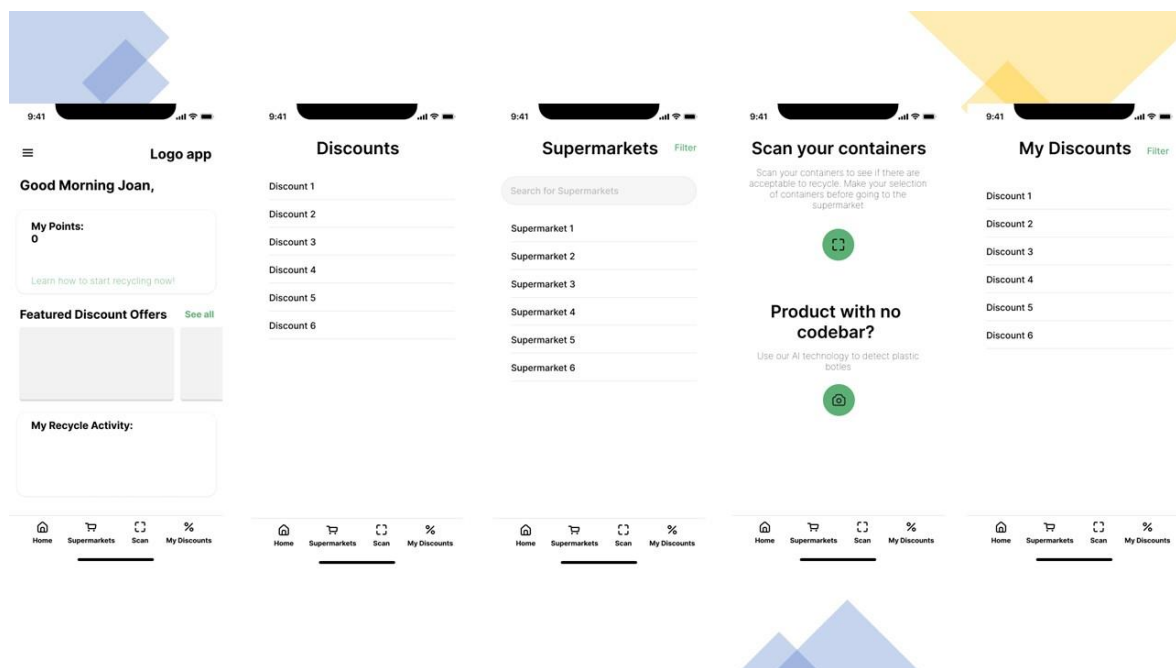 9:41
Logo app
Good Morning Joan,
My Points:
0
Learn how to start recycling now!
Featured Discount Offers See all
My Recycle Activity:
Home Supermarkets Scan My Discounts
9:41
Discounts
Discount 1
Discount 2
Discount 3
Discount 4
Discount 5
Discount 6
Home Supermarkets Scan My Discounts
9:41
Supermarkets Filter
Search for Supermarkets
Supermarket 1
Supermarket 2
Supermarket 3
Supermarket 4
Supermarket 5
Supermarket 6
Home Supermarkets Scan My Discounts
9:41
Scan your containers
Scan your containers to see if there are
acceptable to recycle. Make your selection
of containers before going to the
supermarket
Product with no
codebar?
Use our AI technology to detect plastic
botles
Home Supermarkets Scan My Discounts
9:41
My Discounts Filter
Discount 1
Discount 2
Discount 3
Discount 4
Discount 5
Discount 6
Home Supermarkets Scan My Discounts